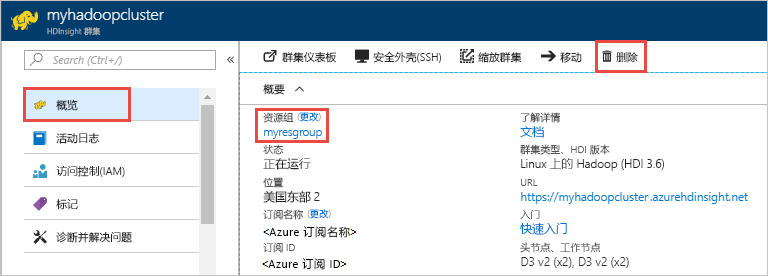 myhadoopcluster
HDInsight 群集
Search (Ctrl+/)
«
概览
活动日志
访问控制(IAM)
标记
诊断并解决问题
群集仪表板 安全外壳(SSH) 缩放群集 移动 删除
概要
资源组 (更改)
myresgroup
状态
正在运行
位置
美国东部 2
订阅名称 (更改)
<Azure 订阅名称>
订阅 ID
<Azure 订阅 ID>
了解详情
文档
群集类型、HDI 版本
Linux 上的 Hadoop (HDI 3.6)
URL
https://myhadoopcluster.azurehdinsight.net
入门
快速入门
头节点、工作节点
D3 v2 (x2), D3 v2 (x2)